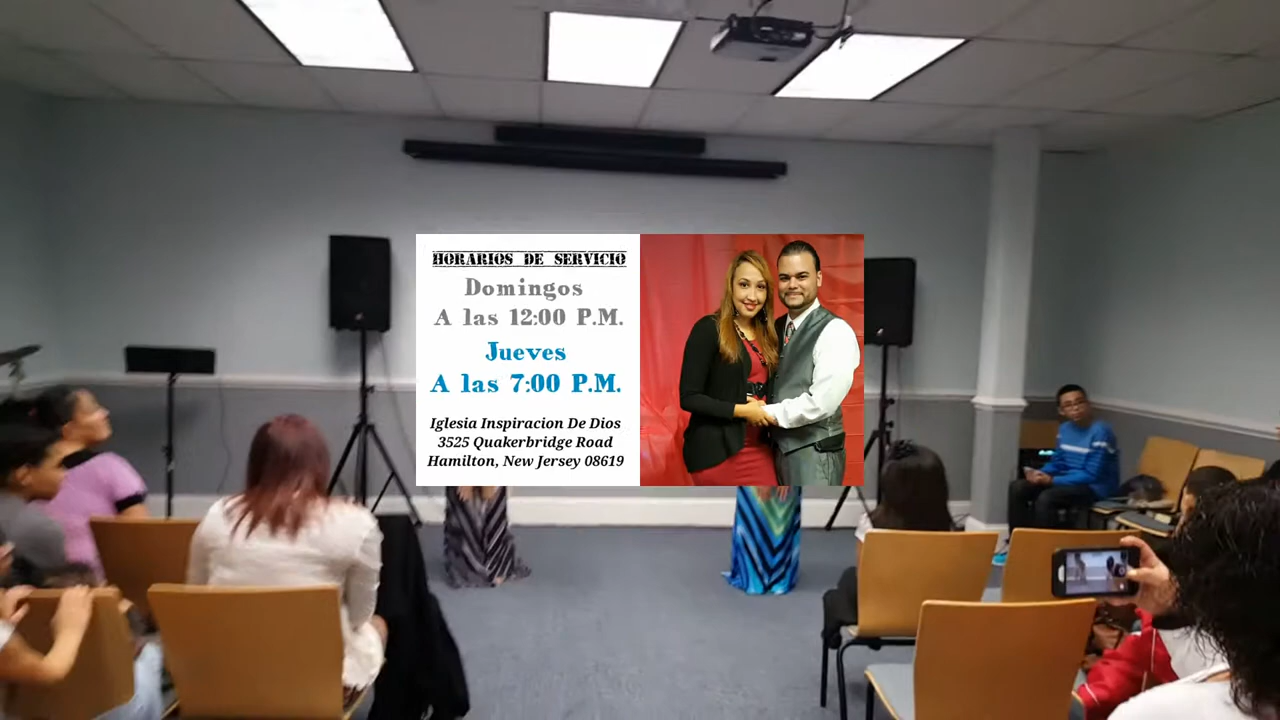 HORARIOS DE SERVICIO
Domingos
A las 12:00 P.M.
Jueves
A las 7:00 P.M.
Iglesia Inspiracion De Dios
3525 Quakerbridge Road
Hamilton, New Jersey 08619